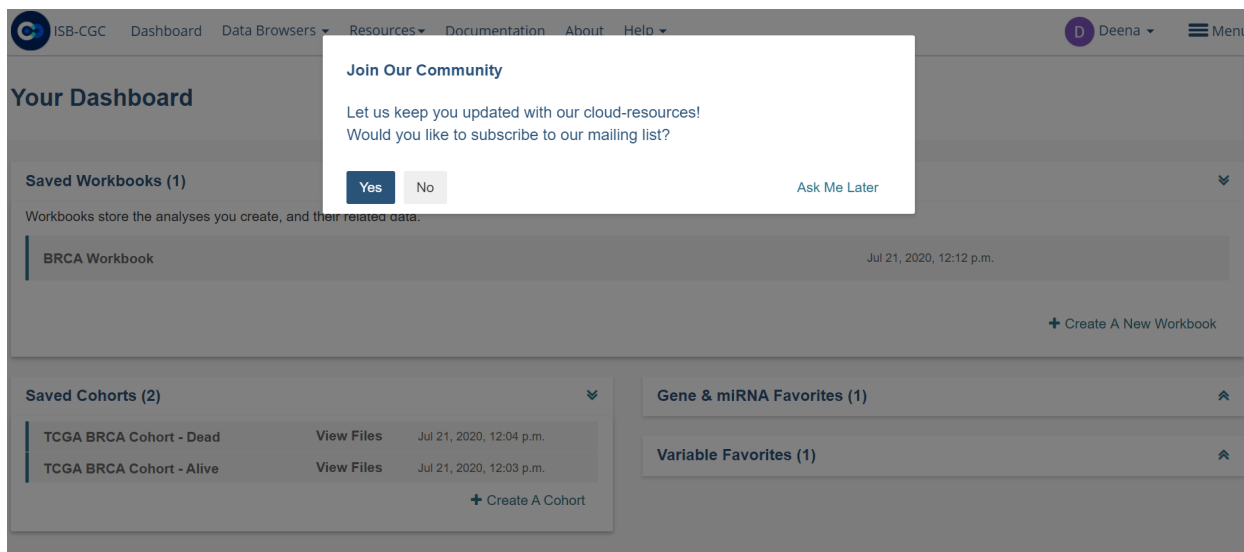 ISB-CGC Dashboard Data Browsers Resources Documentation About Help D Deena Menu
Join Our Community
Your Dashboard
Let us keep you updated with our cloud-resources!
Would you like to subscribe to our mailing list?
Yes No Ask Me Later
Saved Workbooks (1)
Workbooks store the analyses you create, and their related data.
BRCA Workbook Jul 21, 2020, 12:12 p.m.
+ Create A New Workbook
Saved Cohorts (2)
TCGA BRCA Cohort - Dead View Files Jul 21, 2020, 12:04 p.m.
TCGA BRCA Cohort - Alive View Files Jul 21, 2020, 12:03 p.m.
+ Create A Cohort
Gene & miRNA Favorites (1)
Variable Favorites (1)